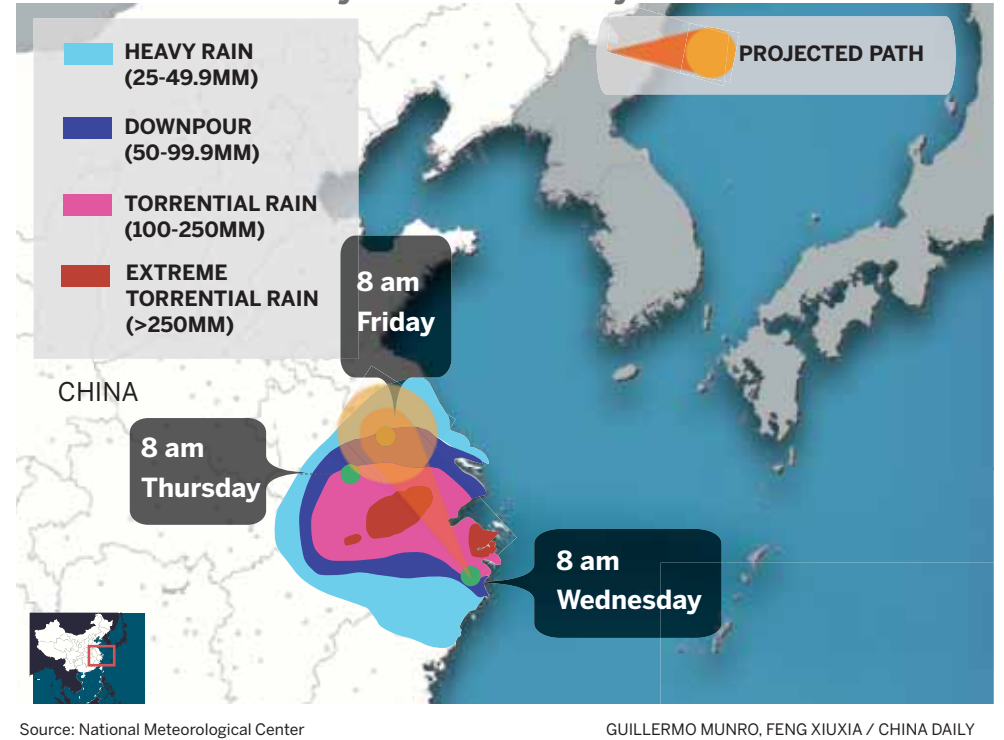 HEAVY RAIN
(25-49.9MM)
DOWNPOUR
(50-99.9MM)
TORRENTIAL RAIN
(100-250MM)
EXTREME
TORRENTIAL RAIN
(>250MM)
PROJECTED PATH
8 am
Friday
CHINA
8 am
Thursday
8 am
Wednesday
Source: National Meteorological Center
GUILLERMO MUNRO, FENG XIUXIA / CHINA DAILY